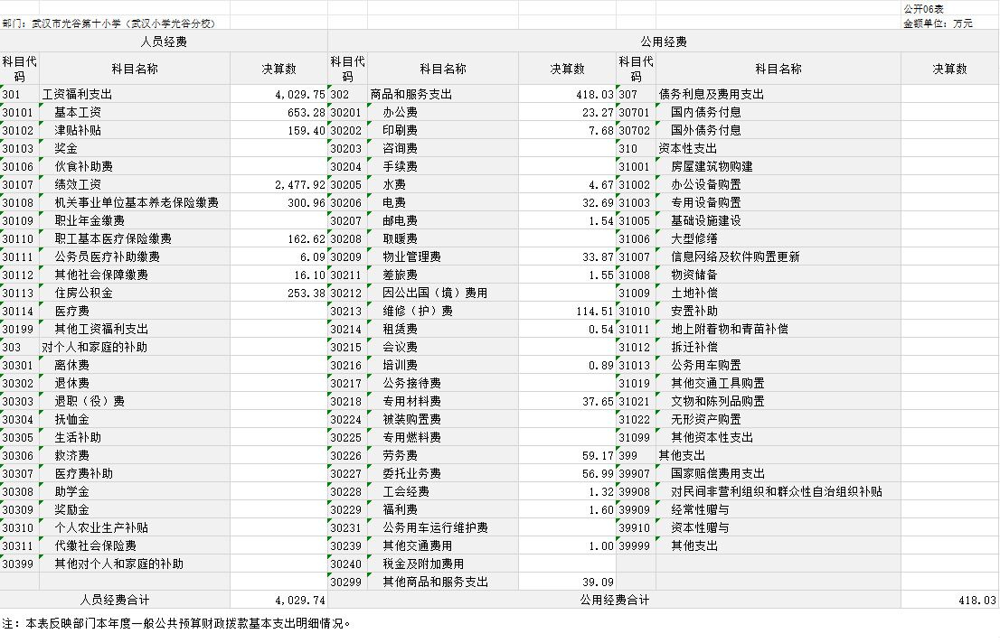 公开06表
部门：武汉市光谷第十小学（武汉小学光谷分校） 金额单位：万元
人员经费 公用经费
科目代码 科目名称 决算数 科目代码 科目名称 决算数 科目代码 科目名称 决算数
301 工资福利支出 4,029.75 302 商品和服务支出 418.03 307 债务利息及费用支出
30101 基本工资 653.28 30201 办公费 23.27 30701 国内债务付息
30102 津贴补贴 159.40 30202 印刷费 7.68 30702 国外债务付息
30103 奖金 30203 咨询费 310 资本性支出
30106 伙食补助费 30204 手续费 31001 房屋建筑物购建
30107 绩效工资 2,477.92 30205 水费 4.67 31002 办公设备购置
30108 机关事业单位基本养老保险缴费 300.96 30206 电费 32.69 31003 专用设备购置
30109 职业年金缴费 30207 邮电费 1.54 31005 基础设施建设
30110 职工基本医疗保险缴费 162.62 30208 取暖费 31006 大型修缮
30111 公务员医疗补助缴费 6.09 30209 物业管理费 33.87 31007 信息网络及软件购置更新
30112 其他社会保障缴费 16.10 30211 差旅费 1.55 31008 物资储备
30113 住房公积金 253.38 30212 因公出国（境）费用 31009 土地补偿
30114 医疗费 30213 维修（护）费 114.51 31010 安置补助
30199 其他工资福利支出 30214 租赁费 0.54 31011 地上附着物和青苗补偿
303 对个人和家庭的补助 30215 会议费 31012 拆迁补偿
30301 离休费 30216 培训费 0.89 31013 公务用车购置
30302 退休费 30217 公务接待费 31019 其他交通工具购置
30303 退职（役）费 30218 专用材料费 37.65 31021 文物和陈列品购置
30304 抚恤金 30224 被装购置费 31022 无形资产购置
30305 生活补助 30225 专用燃料费 31099 其他资本性支出
30306 救济费 30226 劳务费 59.17 399 其他支出
30307 医疗费补助 30227 委托业务费 56.99 39907 国家赔偿费用支出
30308 助学金 30228 工会经费 1.32 39908 对民间非营利组织和群众性自治组织补贴
30309 奖励金 30229 福利费 1.60 39909 经常性赠与
30310 个人农业生产补贴 30231 公务用车运行维护费 39910 资本性赠与
30311 代缴社会保险费 30239 其他交通费用 1.00 39999 其他支出
30399 其他对个人和家庭的补助 30240 税金及附加费用
30299 其他商品和服务支出 39.09
人员经费合计 4,029.74 公用经费合计 418.03
注：本表反映部门本年度一般公共预算财政拨款基本支出明细情况。